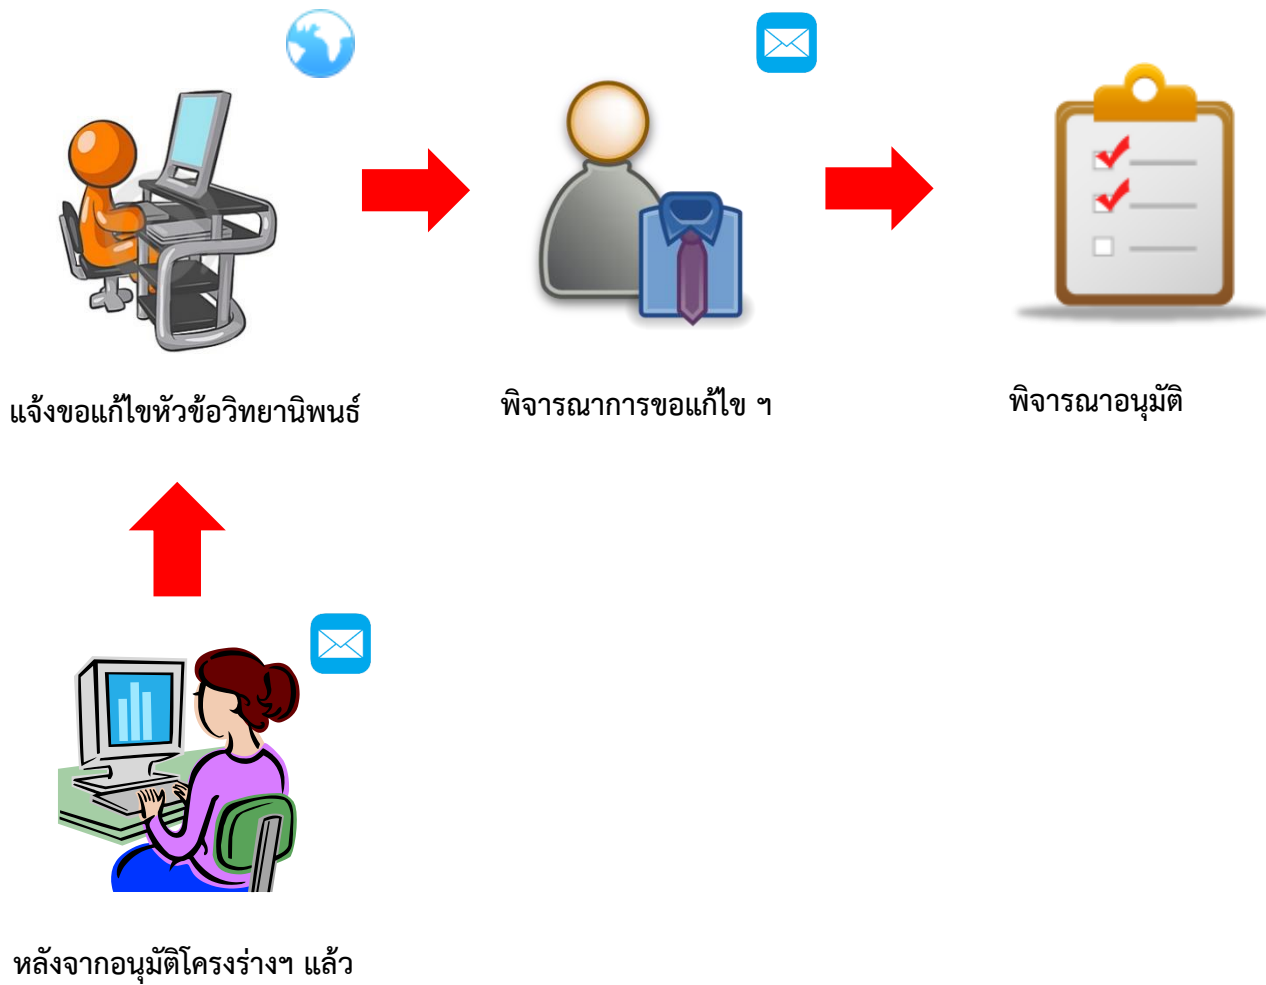 แจ้งขอแก้ไขหัวข้อวิทยานิพนธ์
พิจารณาการขอแก้ไข ฯ
พิจารณาอนุมัติ
หลังจากอนุมัติโครงร่างฯ แล้ว